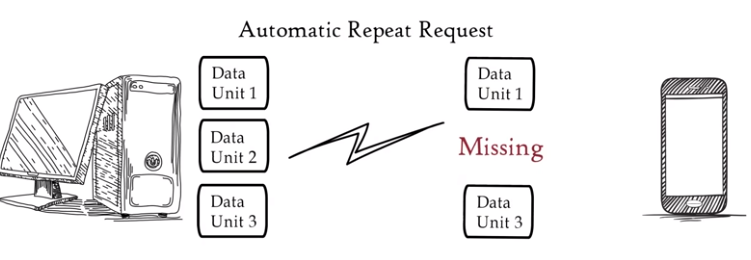 Automatic Repeat Request
Data
Unit 1
Data
Unit 2
Data
Unit 3
Data
Unit 1
Missing
Data
Unit 3